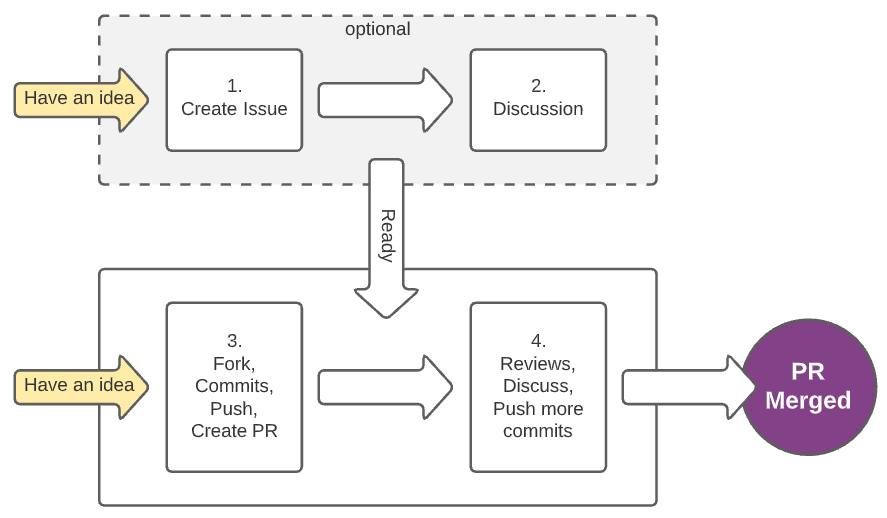 optional
Have an idea
1.
Create Issue
2.
Discussion
Ready
Have an idea
3.
Fork,
Commits,
Push,
Create PR
4.
Reviews,
Discuss,
Push more
commits
PR
Merged